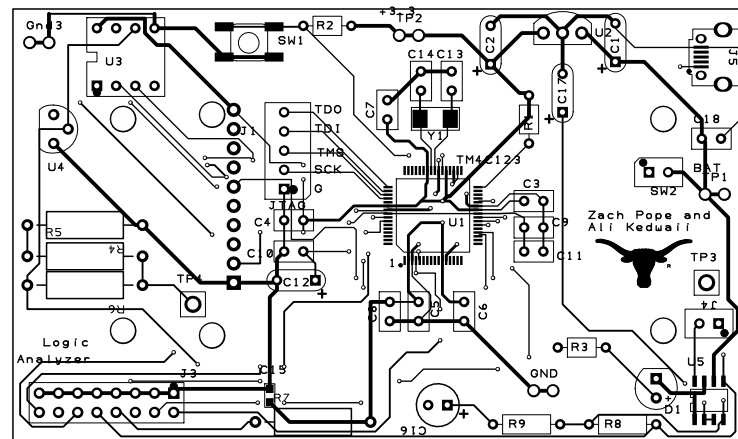 Gnd3
+3_3
TP2
R2
SW1
C2
U2
C1
J5
U3
C14
C13
C17
C7
TDO
TDI
TMS
SCK
G
J1
JTAG
Y1
R1
TM4C123
C18
BAT
TP1
SW2
U4
C3
U1
C9
C11
C4
C10
C12
Zach Pope and
Ali Kedwaii
R5
R4
R6
TP4
TP3
J4
1
C8
C5
C6
Logic
Analyzer
GND
R3
U5
J3
C15
R7
D1
C16
R9
R8